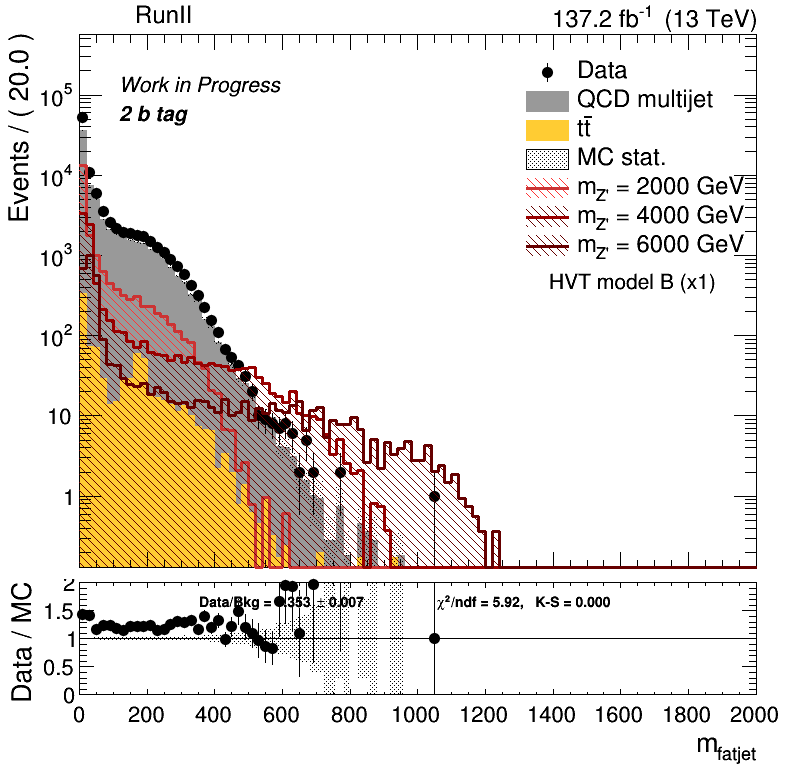 RunII
137.2 fb⁻¹ (13 TeV)
Events / ( 20.0 )
Work in Progress
2 b tag
Data
QCD multijet
tt̄
MC stat.
m_Z' = 2000 GeV
m_Z' = 4000 GeV
m_Z' = 6000 GeV
HVT model B (x1)
10⁵
10⁴
10³
10²
10
1
Data / MC
2
1.5
1
0.5
0
Data/Bkg = .353 ± 0.007
χ²/ndf = 5.92, K-S = 0.000
0 200 400 600 800 1000 1200 1400 1600 1800 2000
m_fatjet